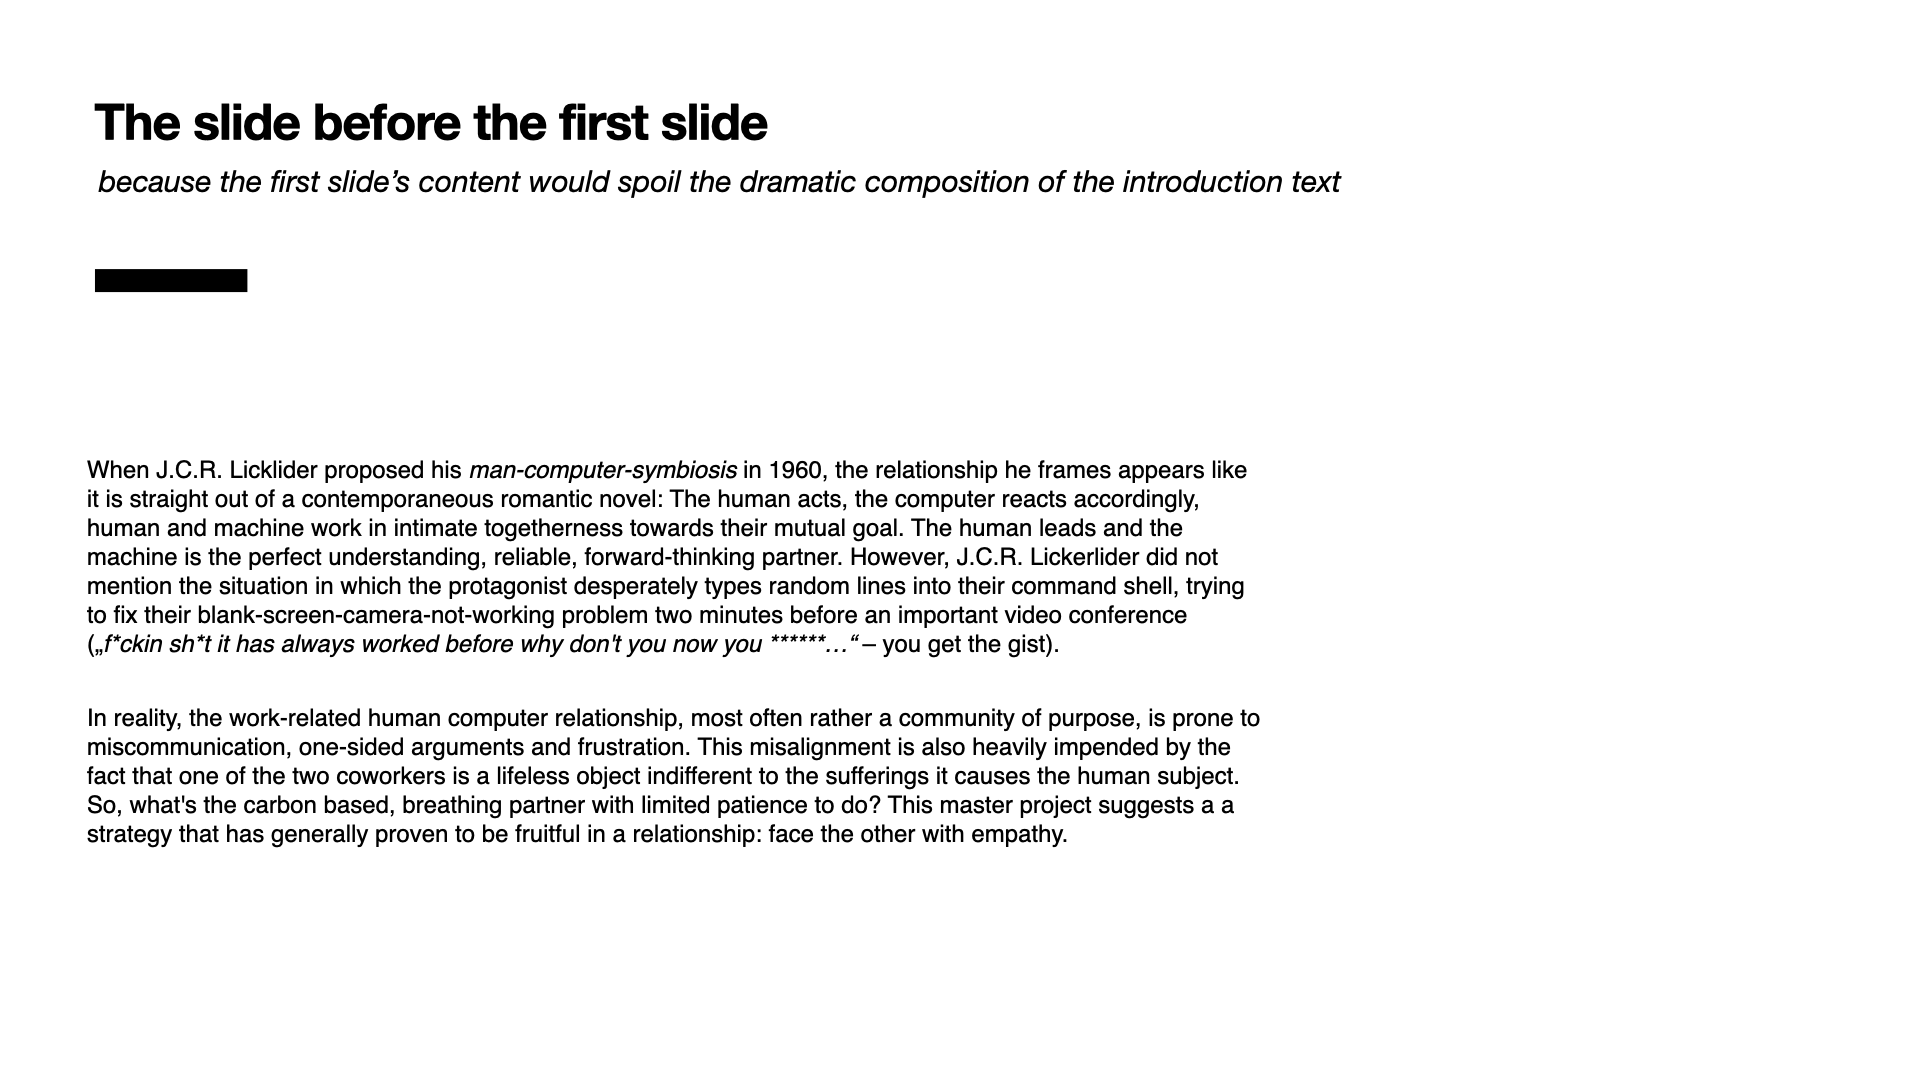 The slide before the first slide
because the first slide’s content would spoil the dramatic composition of the introduction text
When J.C.R. Licklider proposed his man-computer-symbiosis in 1960, the relationship he frames appears like
it is straight out of a contemporaneous romantic novel: The human acts, the computer reacts accordingly,
human and machine work in intimate togetherness towards their mutual goal. The human leads and the
machine is the perfect understanding, reliable, forward-thinking partner. However, J.C.R. Lickerlider did not
mention the situation in which the protagonist desperately types random lines into their command shell, trying
to fix their blank-screen-camera-not-working problem two minutes before an important video conference
(„f*ckin sh*t it has always worked before why don't you now you ******…“ – you get the gist).
In reality, the work-related human computer relationship, most often rather a community of purpose, is prone to
miscommunication, one-sided arguments and frustration. This misalignment is also heavily impended by the
fact that one of the two coworkers is a lifeless object indifferent to the sufferings it causes the human subject.
So, what's the carbon based, breathing partner with limited patience to do? This master project suggests a a
strategy that has generally proven to be fruitful in a relationship: face the other with empathy.